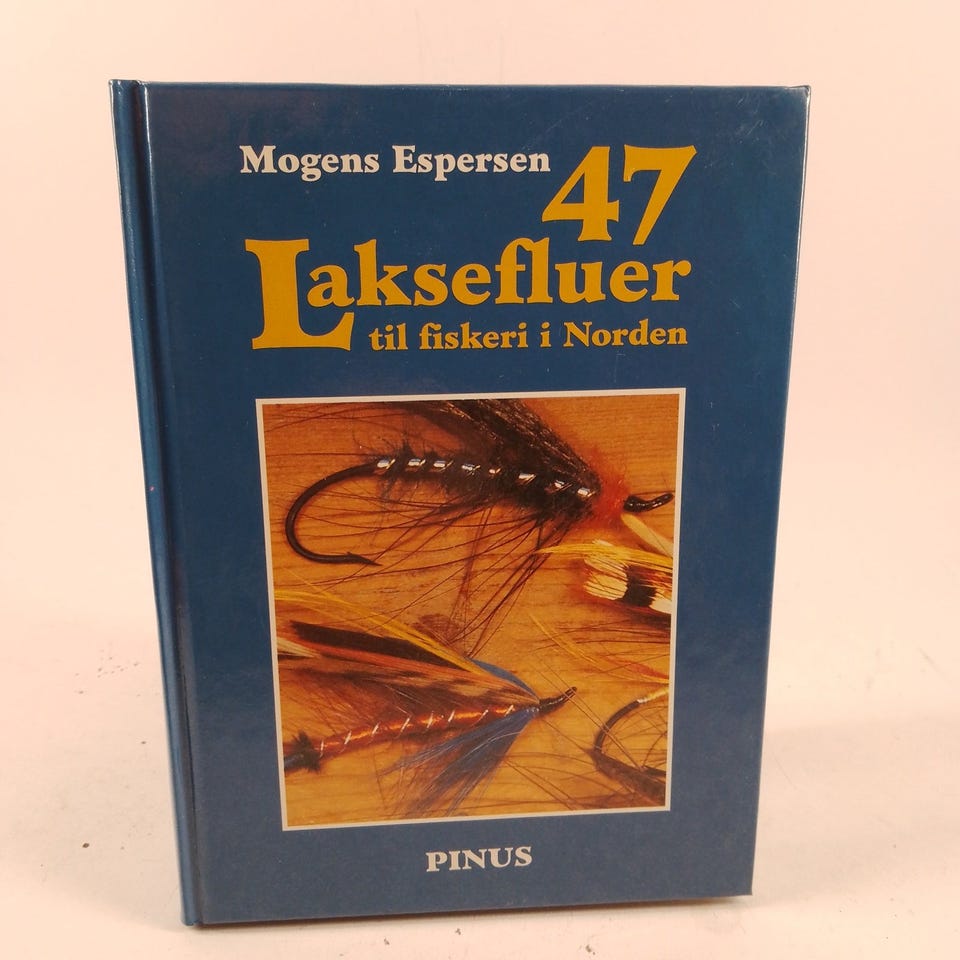 Mogens Espersen
47
Laksefluer
til fiskeri i Norden
PINUS